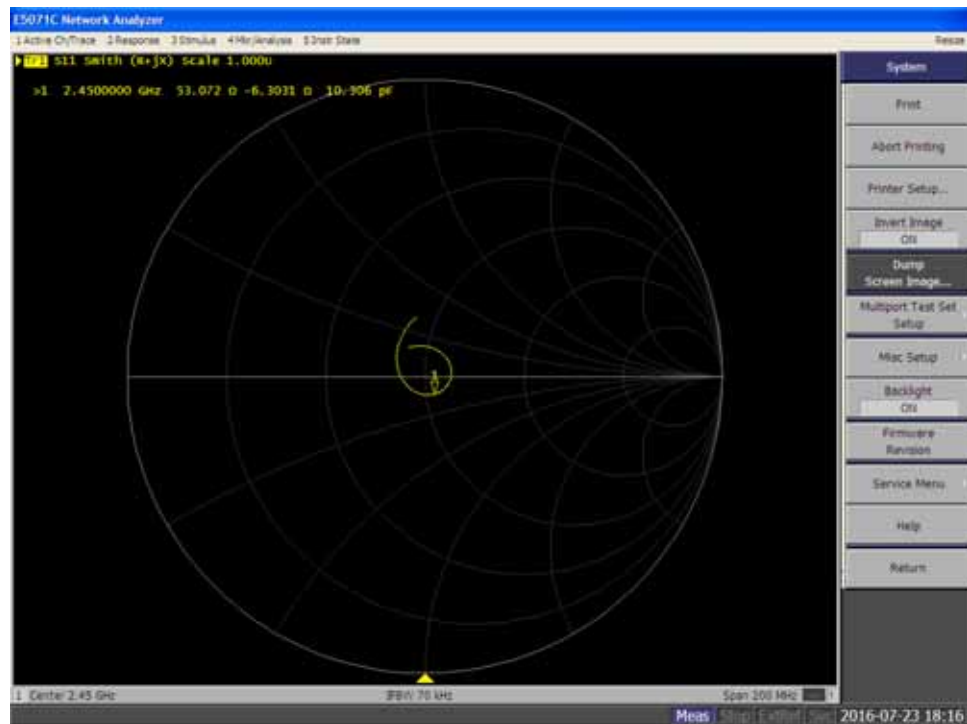 E5071C Network Analyzer
1 Active Ch/Trace 2 Response 3 Stimulus 4 Mkr/Analysis 5 Instr State
Resize
Tr1 S11 Smith (R+jX) Scale 1.000U
>1 2.4500000 GHz 53.072 Ω -6.3031 Ω 10.306 pF
System
Print
Abort Printing
Printer Setup...
Invert Image
ON
Dump
Screen Image...
Multiport Test Set
Setup
Misc Setup
Backlight
ON
Firmware
Revision
Service Menu
Help
Return
1 Center 2.45 GHz
IFBW 70 kHz
Span 200 MHz
Meas
2016-07-23 18:16